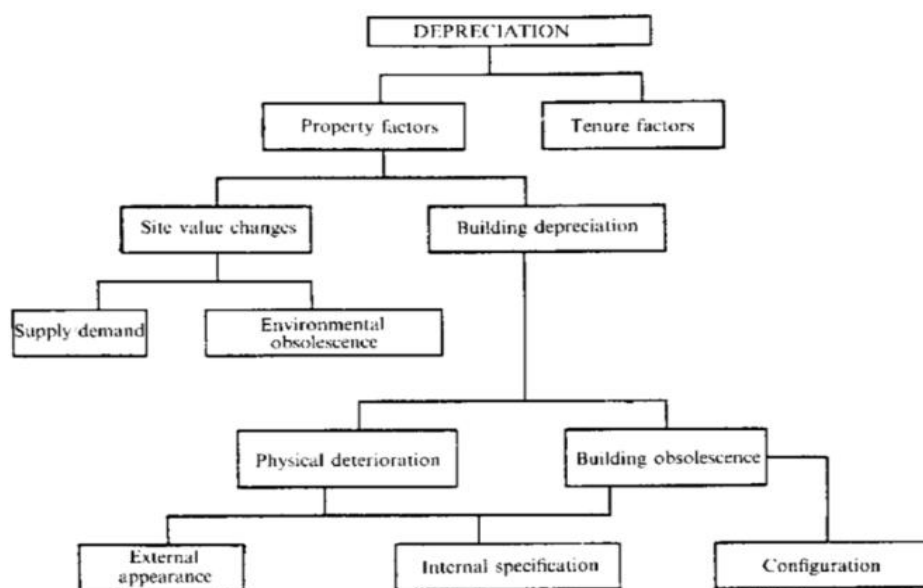 DEPRECIATION
Property factors
Tenure factors
Site value changes
Building depreciation
Supply/demand
Environmental
obsolescence
Physical deterioration
Building obsolescence
External
appearance
Internal specification
Configuration